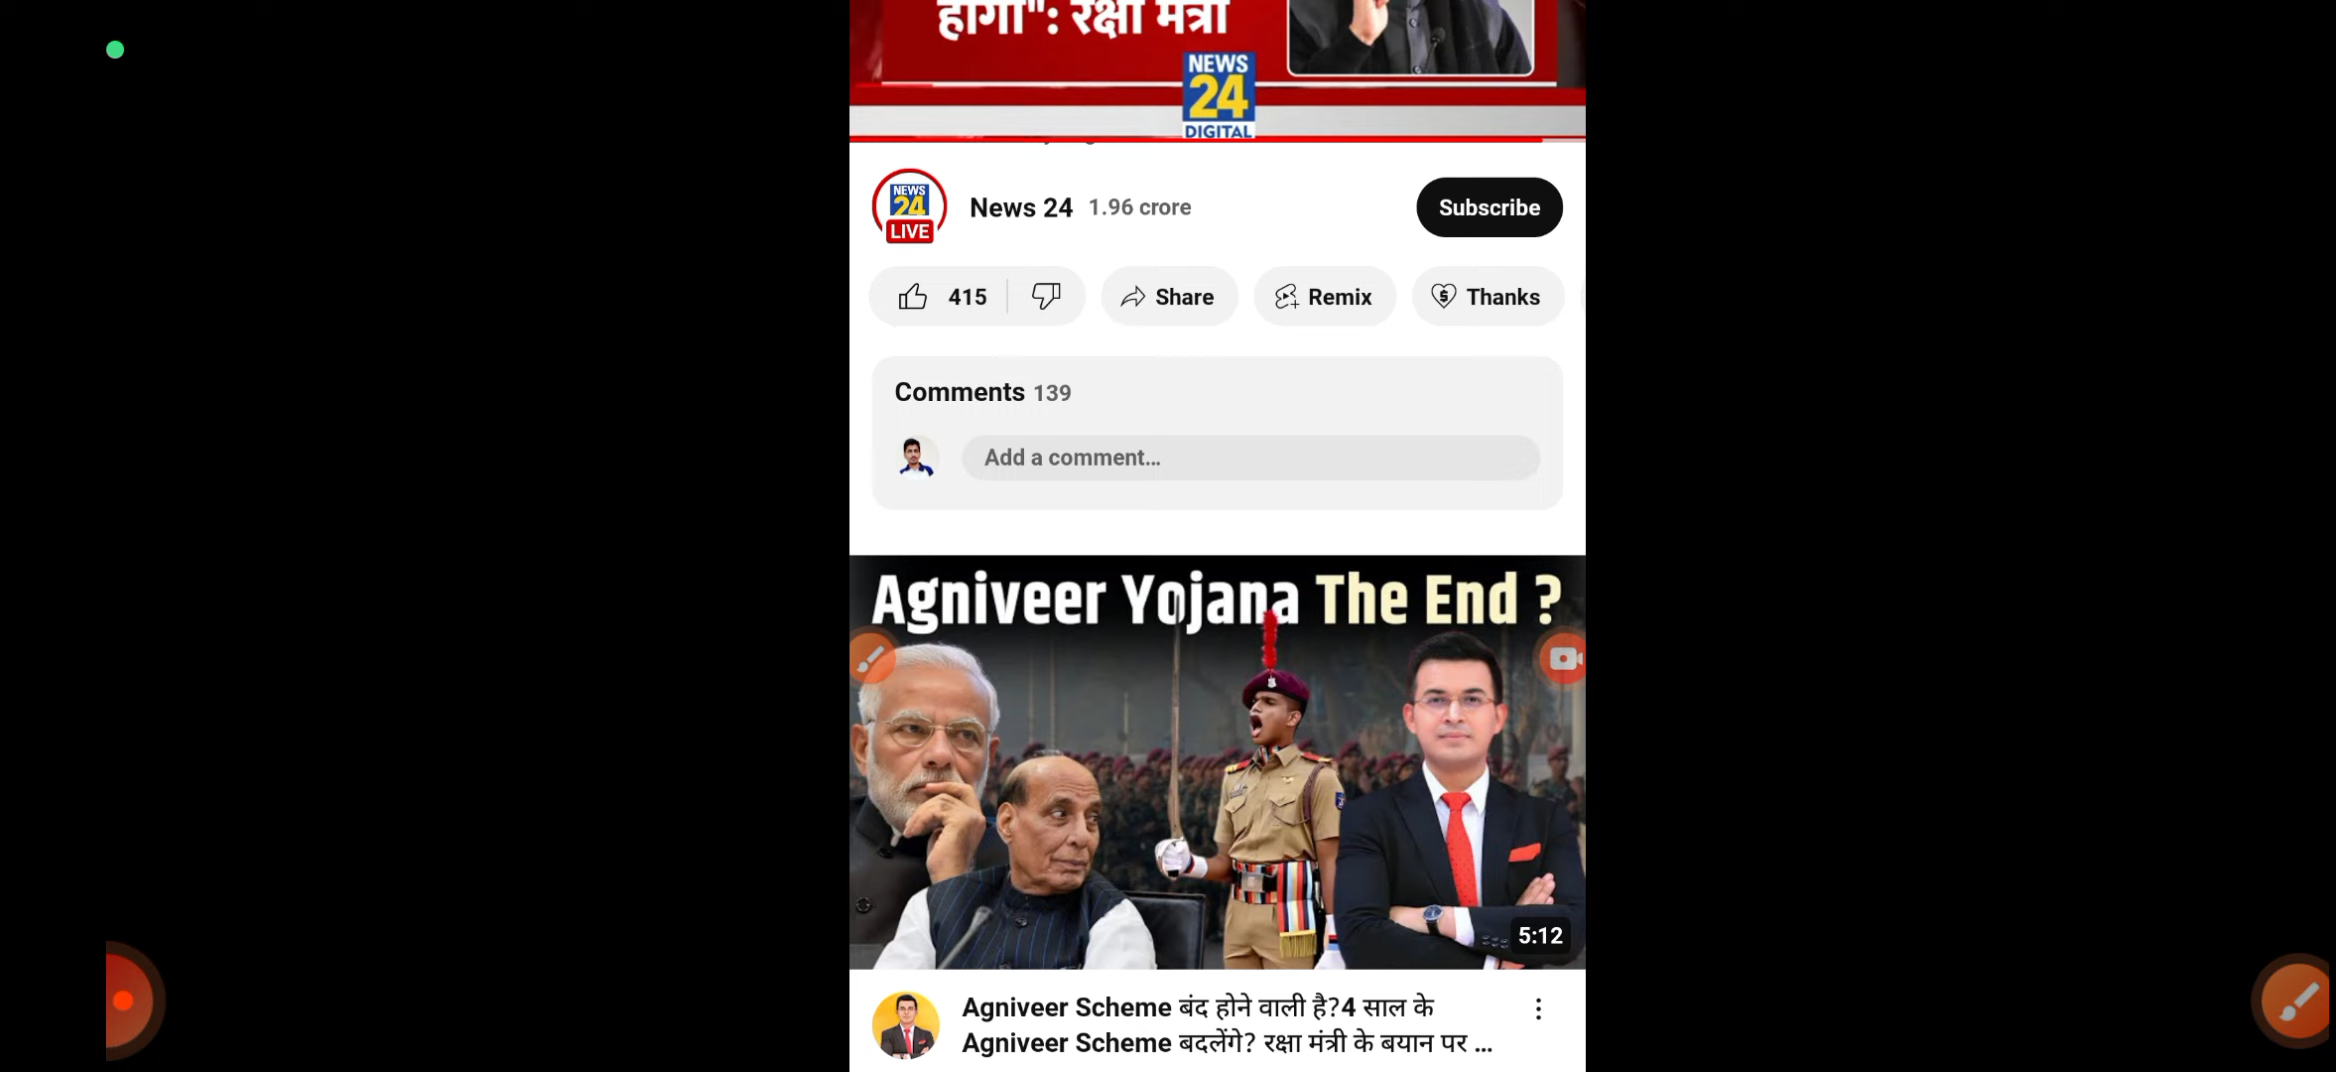 होगा": रक्षा मंत्री
NEWS
24
DIGITAL
NEWS
24
LIVE
News 24 1.96 crore
Subscribe
415
Share
Remix
Thanks
Comments 139
Add a comment...
Agniveer Yojana The End ?
5:12
Agniveer Scheme बंद होने वाली है?4 साल के
Agniveer Scheme बदलेंगे? रक्षा मंत्री के बयान पर ...